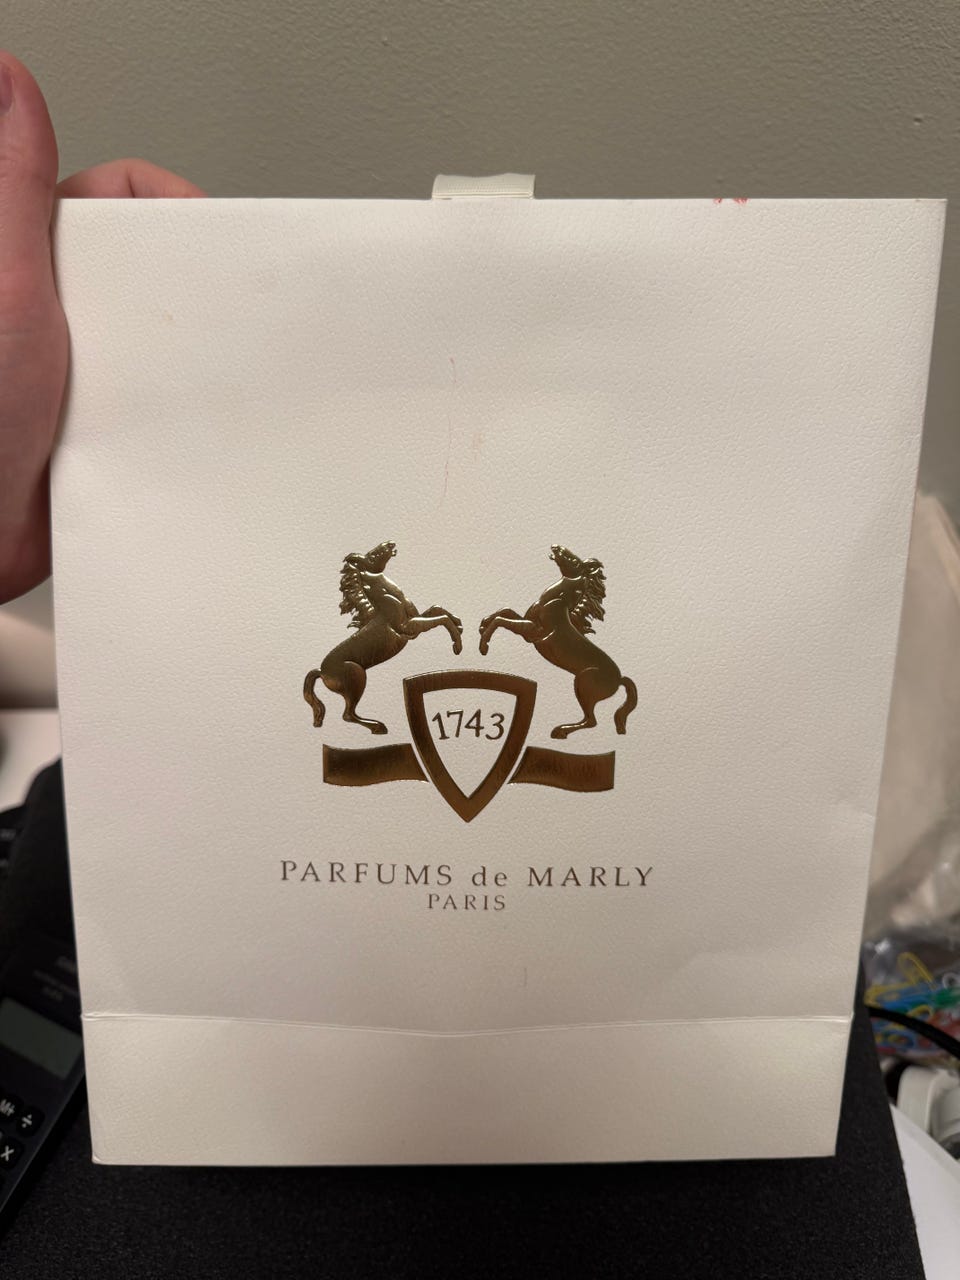 1743
PARFUMS de MARLY
PARIS
M+ ÷
X